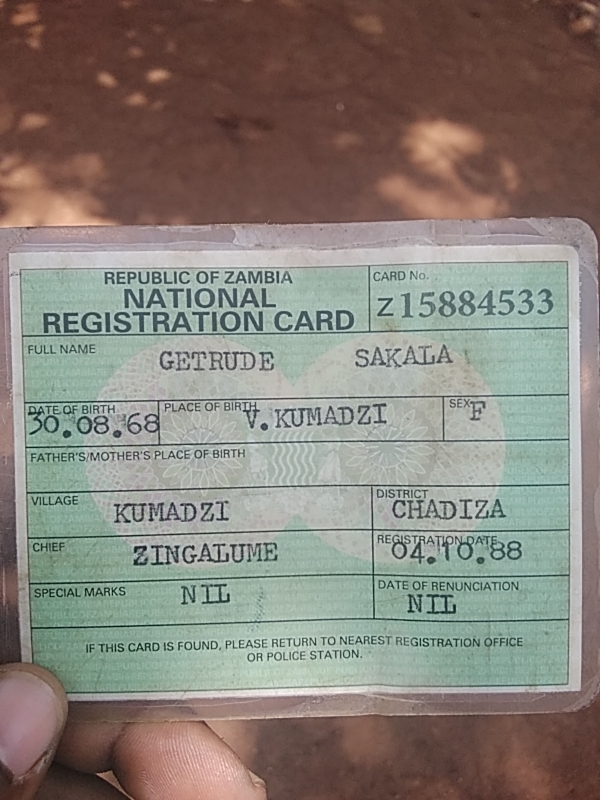 REPUBLIC OF ZAMBIA
NATIONAL
REGISTRATION CARD
CARD No.
Z15884533
FULL NAME
GETRUDE SAKALA
DATE OF BIRTH
30.08.68
PLACE OF BIRTH
V.KUMADZI
SEX
F
FATHER'S/MOTHER'S PLACE OF BIRTH
VILLAGE
KUMADZI
DISTRICT
CHADIZA
CHIEF
ZINGALUME
REGISTRATION DATE
04.10.88
SPECIAL MARKS
NIL
DATE OF RENUNCIATION
NIL
IF THIS CARD IS FOUND, PLEASE RETURN TO NEAREST REGISTRATION OFFICE
OR POLICE STATION.